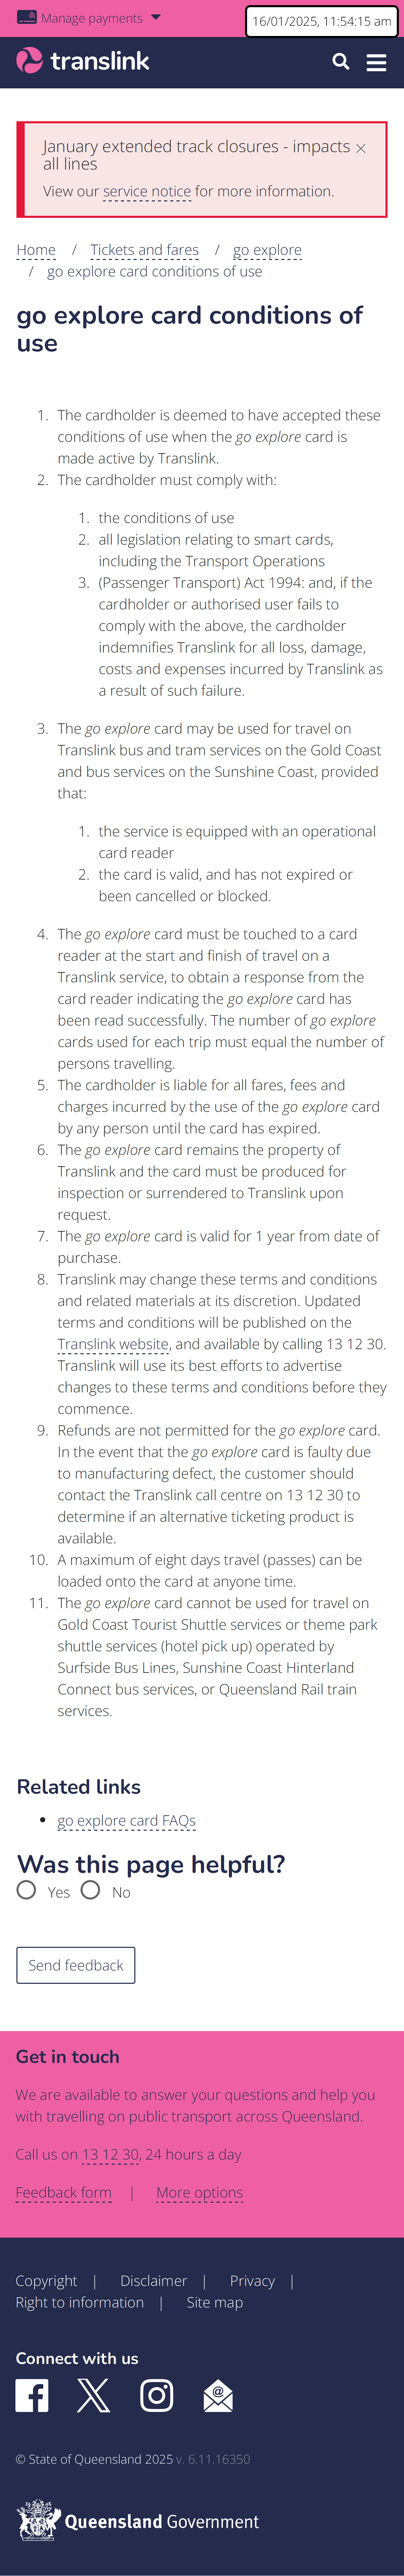 Manage payments
16/01/2025, 11:54:15 am
translink
January extended track closures - impacts
all lines
View our service notice for more information.
Home / Tickets and fares / go explore
/ go explore card conditions of use
go explore card conditions of
use
1. The cardholder is deemed to have accepted these
conditions of use when the go explore card is
made active by Translink.
2. The cardholder must comply with:
1. the conditions of use
2. all legislation relating to smart cards,
including the Transport Operations
3. (Passenger Transport) Act 1994: and, if the
cardholder or authorised user fails to
comply with the above, the cardholder
indemnifies Translink for all loss, damage,
costs and expenses incurred by Translink as
a result of such failure.
3. The go explore card may be used for travel on
Translink bus and tram services on the Gold Coast
and bus services on the Sunshine Coast, provided
that:
1. the service is equipped with an operational
card reader
2. the card is valid, and has not expired or
been cancelled or blocked.
4. The go explore card must be touched to a card
reader at the start and finish of travel on a
Translink service, to obtain a response from the
card reader indicating the go explore card has
been read successfully. The number of go explore
cards used for each trip must equal the number of
persons travelling.
5. The cardholder is liable for all fares, fees and
charges incurred by the use of the go explore card
by any person until the card has expired.
6. The go explore card remains the property of
Translink and the card must be produced for
inspection or surrendered to Translink upon
request.
7. The go explore card is valid for 1 year from date of
purchase.
8. Translink may change these terms and conditions
and related materials at its discretion. Updated
terms and conditions will be published on the
Translink website, and available by calling 13 12 30.
Translink will use its best efforts to advertise
changes to these terms and conditions before they
commence.
9. Refunds are not permitted for the go explore card.
In the event that the go explore card is faulty due
to manufacturing defect, the customer should
contact the Translink call centre on 13 12 30 to
determine if an alternative ticketing product is
available.
10. A maximum of eight days travel (passes) can be
loaded onto the card at anyone time.
11. The go explore card cannot be used for travel on
Gold Coast Tourist Shuttle services or theme park
shuttle services (hotel pick up) operated by
Surfside Bus Lines, Sunshine Coast Hinterland
Connect bus services, or Queensland Rail train
services.
Related links
• go explore card FAQs
Was this page helpful?
Yes No
Send feedback
Get in touch
We are available to answer your questions and help you
with travelling on public transport across Queensland.
Call us on 13 12 30, 24 hours a day
Feedback form | More options
Copyright | Disclaimer | Privacy |
Right to information | Site map
Connect with us
© State of Queensland 2025 v. 6.11.16350
Queensland Government